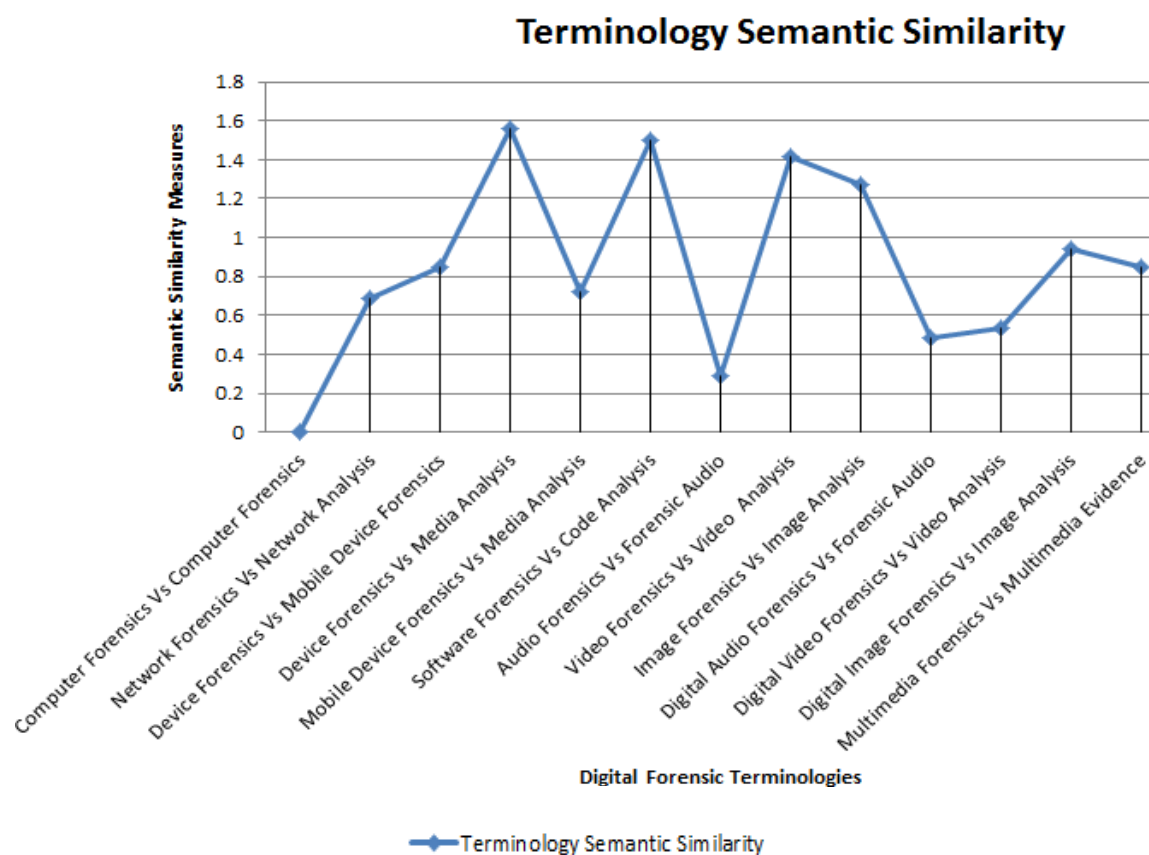 Terminology Semantic Similarity
Semantic Similarity Measures
1.8
1.6
1.4
1.2
1
0.8
0.6
0.4
0.2
0
Computer Forensics Vs Computer Forensics
Network Forensics Vs Network Analysis
Device Forensics Vs Mobile Device Forensics
Device Forensics Vs Media Analysis
Mobile Device Forensics Vs Media Analysis
Software Forensics Vs Code Analysis
Audio Forensics Vs Forensic Audio
Video Forensics Vs Video Analysis
Image Forensics Vs Image Analysis
Digital Audio Forensics Vs Forensic Audio
Digital Video Forensics Vs Video Analysis
Digital Image Forensics Vs Image Analysis
Multimedia Forensics Vs Multimedia Evidence
Digital Forensic Terminologies
Terminology Semantic Similarity